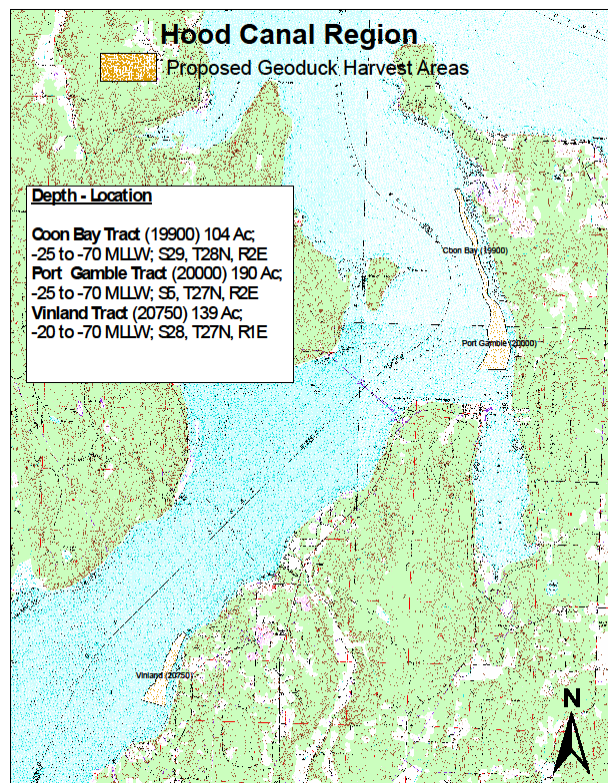 Hood Canal Region
Proposed Geoduck Harvest Areas
Depth - Location
Coon Bay Tract (19900) 104 Ac;
-25 to -70 MLLW; S29, T28N, R2E
Port Gamble Tract (20000) 190 Ac;
-25 to -70 MLLW; S5, T27N, R2E
Vinland Tract (20750) 139 Ac;
-20 to -70 MLLW; S28, T27N, R1E
Coon Bay (19900)
Port Gamble (20000)
Vinland (20750)
N